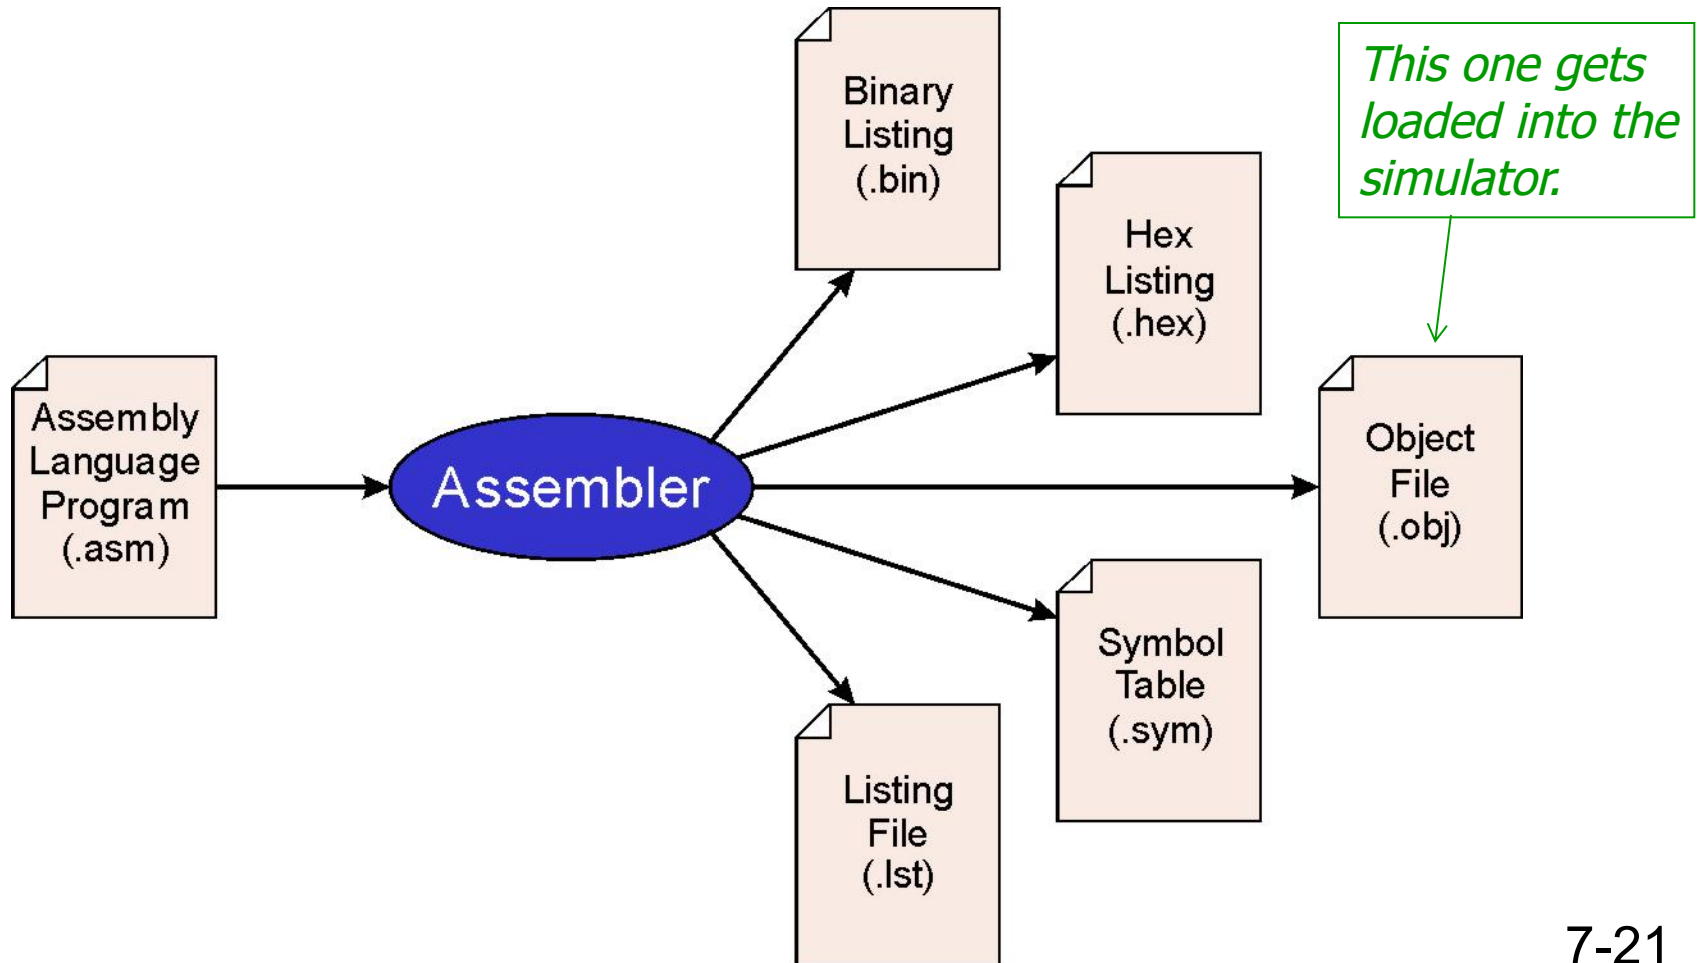 Binary
Listing
(.bin)
This one gets
loaded into the
simulator.
Hex
Listing
(.hex)
Assembly
Language
Program
(.asm)
Assembler
Object
File
(.obj)
Symbol
Table
(.sym)
Listing
File
(.lst)
7-21